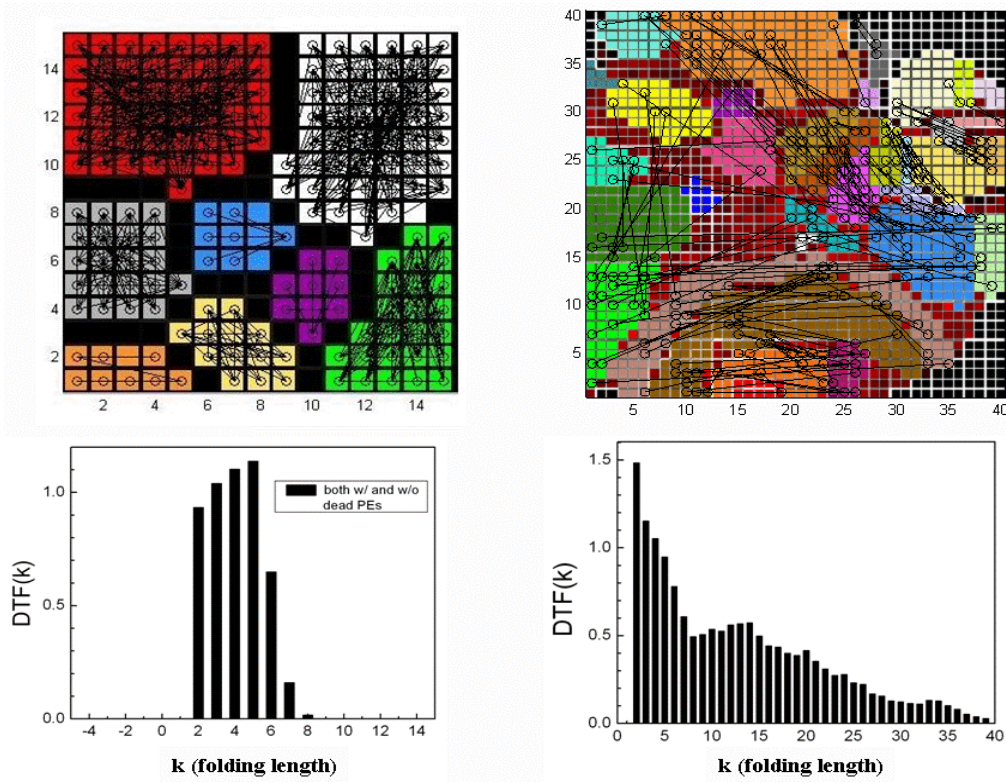 14
12
10
8
6
4
2
2 4 6 8 10 12 14
40
35
30
25
20
15
10
5
5 10 15 20 25 30 35 40
1.0
0.5
0.0
DTF(k)
both w/ and w/o
dead PEs
-4 -2 0 2 4 6 8 10 12 14
k (folding length)
1.5
1.0
0.5
0.0
DTF(k)
0 5 10 15 20 25 30 35 40
k (folding length)